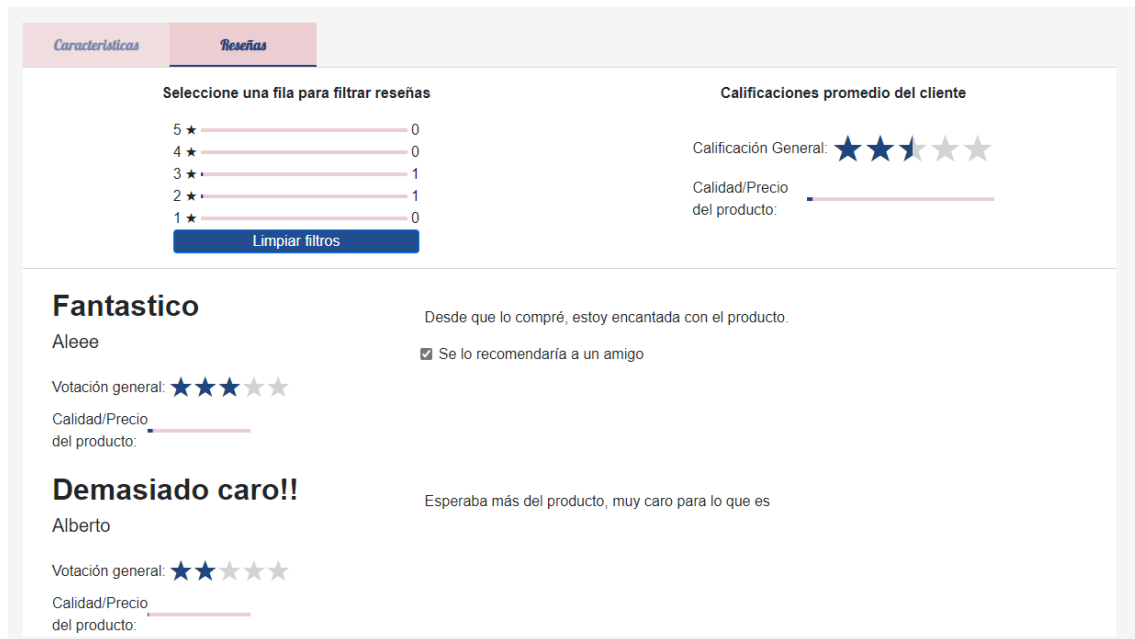 Caracteristicas
Reseñas
Seleccione una fila para filtrar reseñas
5 ★ 0
4 ★ 0
3 ★ 1
2 ★ 1
1 ★ 0
Limpiar filtros
Calificaciones promedio del cliente
Calificación General:
Calidad/Precio
del producto:
Fantastico
Aleee
Votación general:
Calidad/Precio
del producto:
Desde que lo compré, estoy encantada con el producto.
Se lo recomendaría a un amigo
Demasiado caro!!
Alberto
Votación general:
Calidad/Precio
del producto:
Esperaba más del producto, muy caro para lo que es